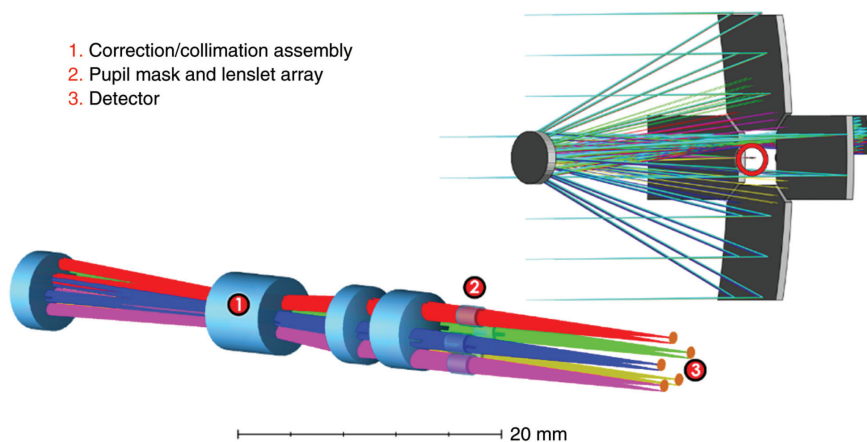 1. Correction/collimation assembly
2. Pupil mask and lenslet array
3. Detector
1
2
3
20 mm